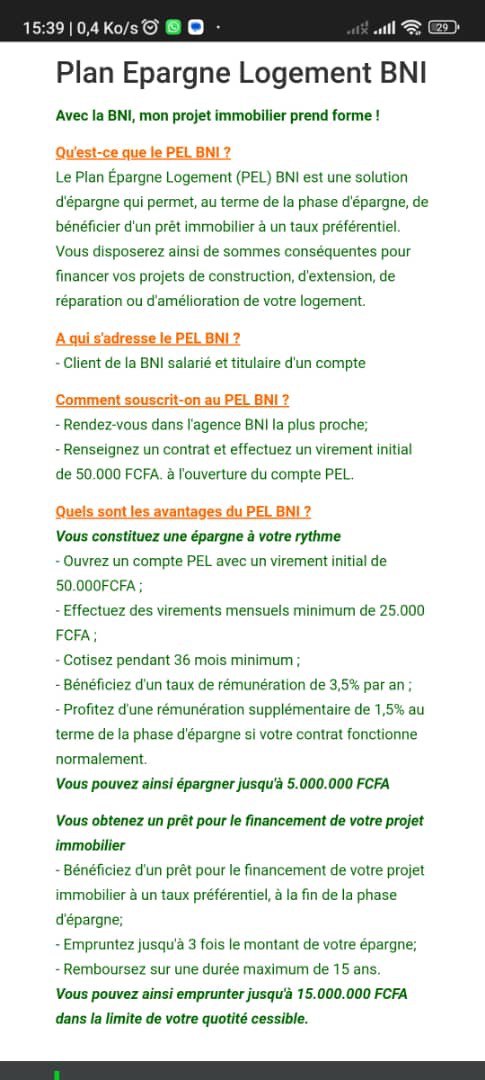 15:39 | 0,4 Ko/s
29
Plan Epargne Logement BNI
Avec la BNI, mon projet immobilier prend forme !
Qu'est-ce que le PEL BNI ?
Le Plan Épargne Logement (PEL) BNI est une solution
d'épargne qui permet, au terme de la phase d'épargne, de
bénéficier d'un prêt immobilier à un taux préférentiel.
Vous disposerez ainsi de sommes conséquentes pour
financer vos projets de construction, d'extension, de
réparation ou d'amélioration de votre logement.
A qui s'adresse le PEL BNI ?
- Client de la BNI salarié et titulaire d'un compte
Comment souscrit-on au PEL BNI ?
- Rendez-vous dans l'agence BNI la plus proche;
- Renseignez un contrat et effectuez un virement initial
de 50.000 FCFA. à l'ouverture du compte PEL.
Quels sont les avantages du PEL BNI ?
Vous constituez une épargne à votre rythme
- Ouvrez un compte PEL avec un virement initial de
50.000FCFA ;
- Effectuez des virements mensuels minimum de 25.000
FCFA ;
- Cotisez pendant 36 mois minimum ;
- Bénéficiez d'un taux de rémunération de 3,5% par an ;
- Profitez d'une rémunération supplémentaire de 1,5% au
terme de la phase d'épargne si votre contrat fonctionne
normalement.
Vous pouvez ainsi épargner jusqu'à 5.000.000 FCFA
Vous obtenez un prêt pour le financement de votre projet
immobilier
- Bénéficiez d'un prêt pour le financement de votre projet
immobilier à un taux préférentiel, à la fin de la phase
d'épargne;
- Empruntez jusqu'à 3 fois le montant de votre épargne;
- Remboursez sur une durée maximum de 15 ans.
Vous pouvez ainsi emprunter jusqu'à 15.000.000 FCFA
dans la limite de votre quotité cessible.